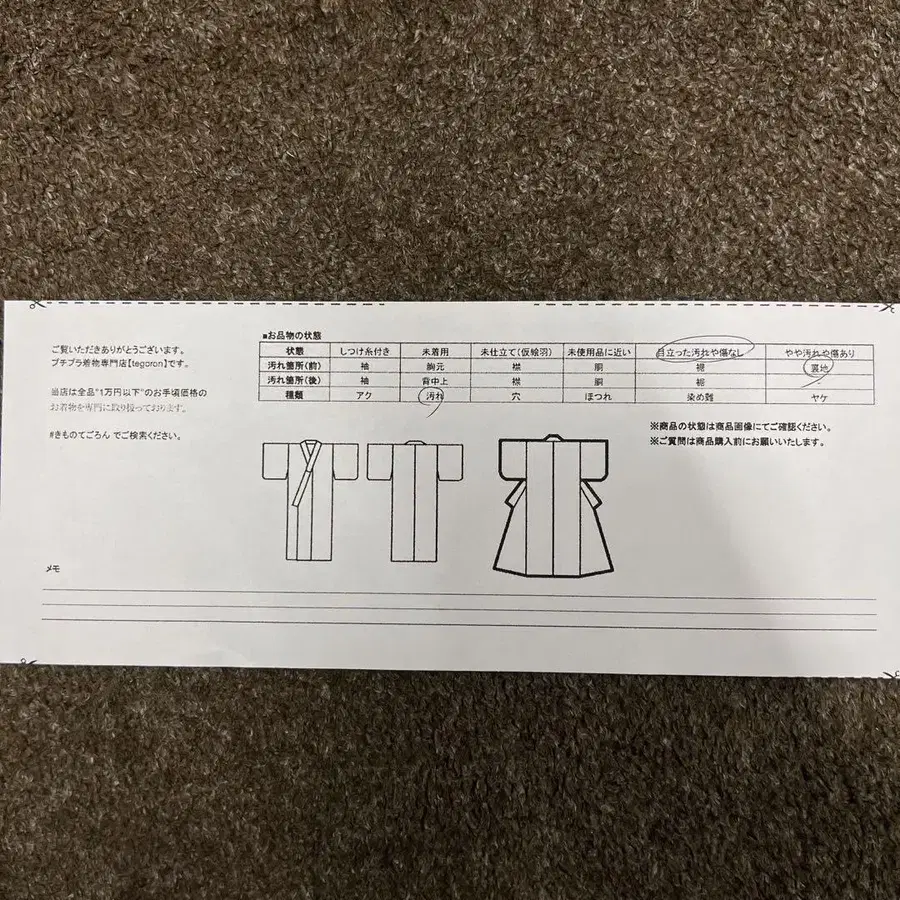 ご覧いただきありがとうございます。
プチプラ着物専門店【tegoron】です。
当店は全品"1万円以下"のお手頃価格の
お着物を専門に取り扱っております。
#きものてごろん でご検索ください。
■お品物の状態
状態 しつけ糸付き 未着用 未仕立て(仮絵羽) 未使用品に近い 目立った汚れや傷なし やや汚れや傷あり
汚れ箇所(前) 袖 胸元 襟 胴 裾 裏地
汚れ箇所(後) 袖 背中上 襟 胴 裾
種類 アク 汚れ 穴 ほつれ 染め難 ヤケ
※商品の状態は商品画像にてご確認ください。
※ご質問は商品購入前にお願いいたします。
メモ